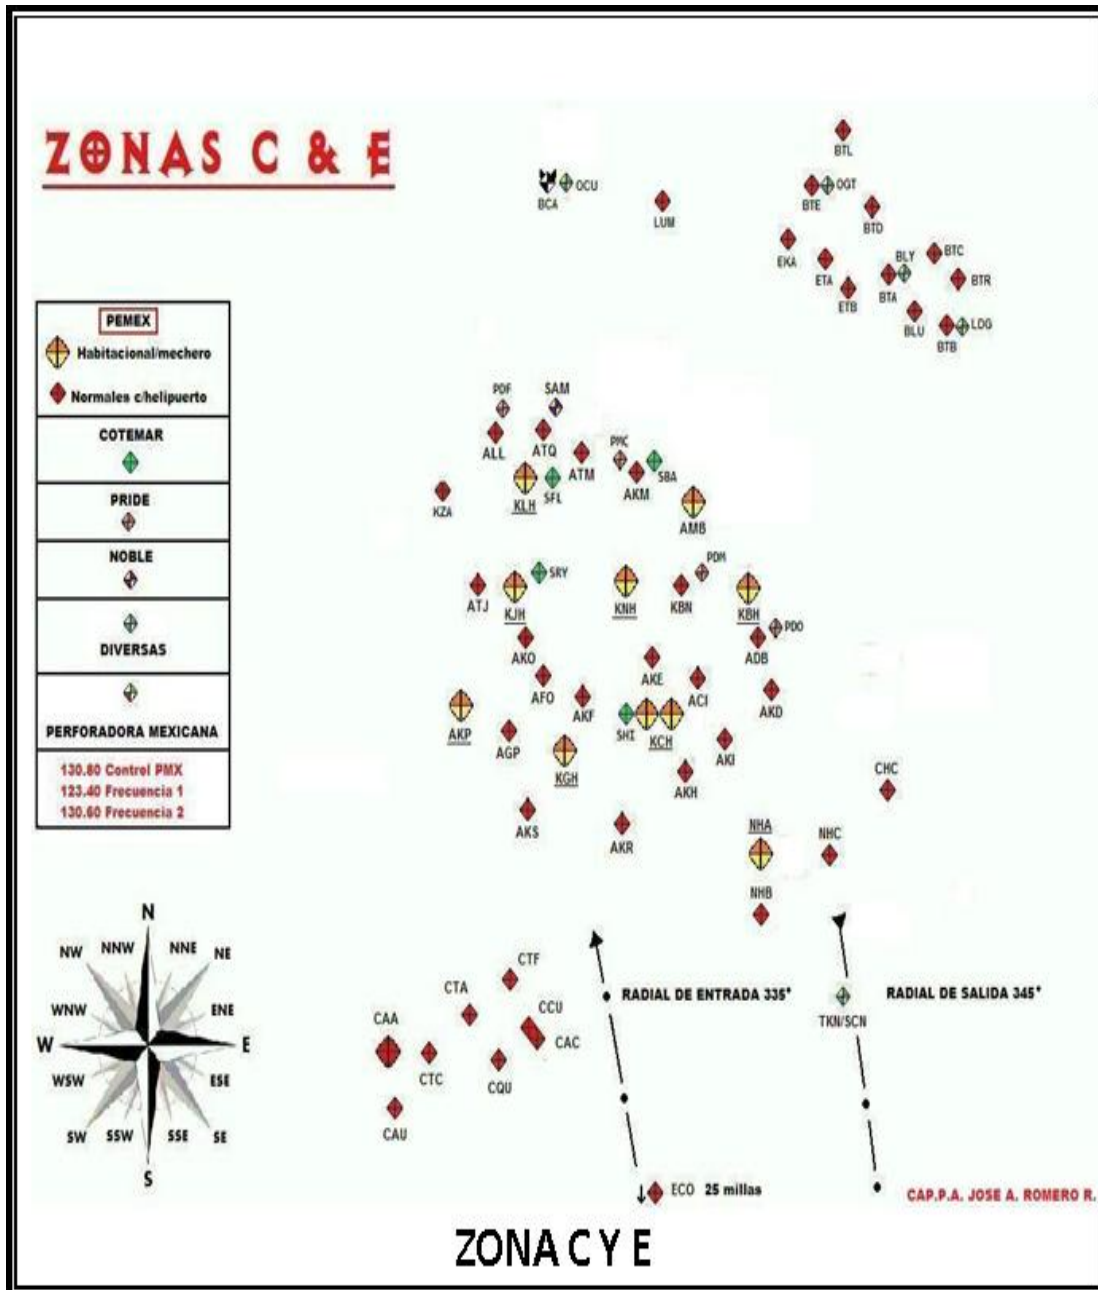 ZONAS C & E
BTL
BCA
OCU
LUM
BTE
OGT
BTD
EKA
ETA
BLY
BTC
BTA
BTR
ETB
BLU
BTB
LDG
PEMEX
Habitacional/mechero
Normales c/helipuerto
COTEMAR
PRIDE
NOBLE
DIVERSAS
PERFORADORA MEXICANA
130.80 Control PMX
123.40 Frecuencia 1
130.60 Frecuencia 2
PDF
SAM
ALL
ATQ
ATM
PMC
SBA
AKM
KZA
KLH
SFL
AMB
ATJ
KJH
SRY
KNH
KBN
PDM
KBH
AKO
ADB
PDO
AFO
AKF
AKE
ACI
AKD
AKP
AGP
KGH
SHI
KCH
AKI
AKH
CHC
AKS
AKR
NHA
NHC
NHB
N
NNW
NNE
NW
NE
WNW
ENE
W
E
WSW
ESE
SW
SSW
SSE
SE
S
CTF
CTA
CCU
CAA
CAC
CTC
CQU
CAU
RADIAL DE ENTRADA 335°
RADIAL DE SALIDA 345°
TKN/SCN
ECO 25 millas
CAP.P.A. JOSE A. ROMERO R.
ZONA C Y E